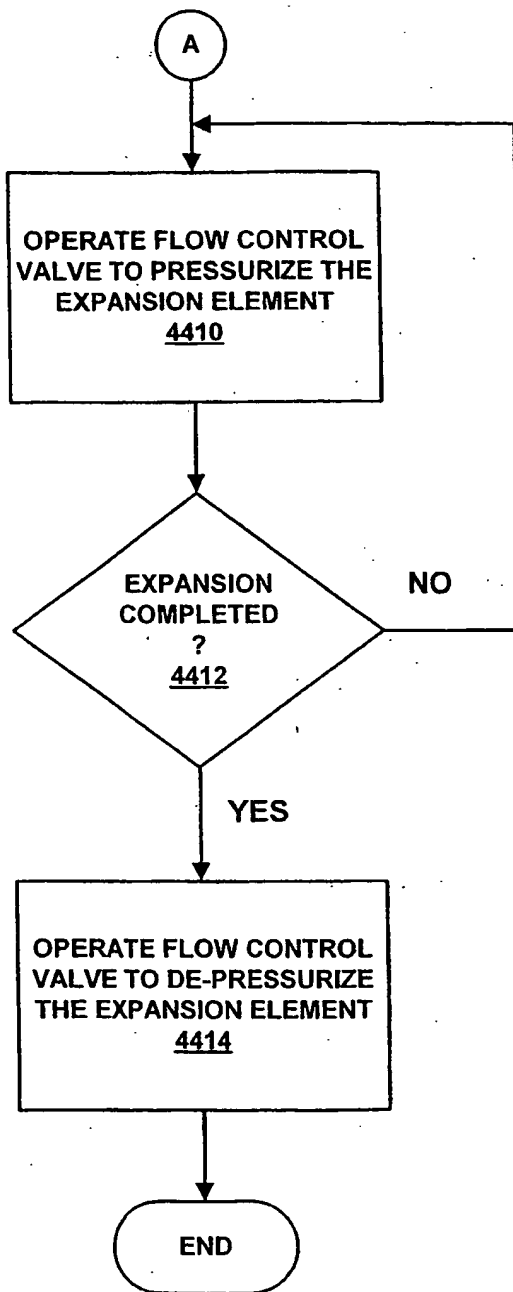 A
OPERATE FLOW CONTROL
VALVE TO PRESSURIZE THE
EXPANSION ELEMENT
4410
EXPANSION
COMPLETED
?
4412
NO
YES
OPERATE FLOW CONTROL
VALVE TO DE-PRESSURIZE
THE EXPANSION ELEMENT
4414
END